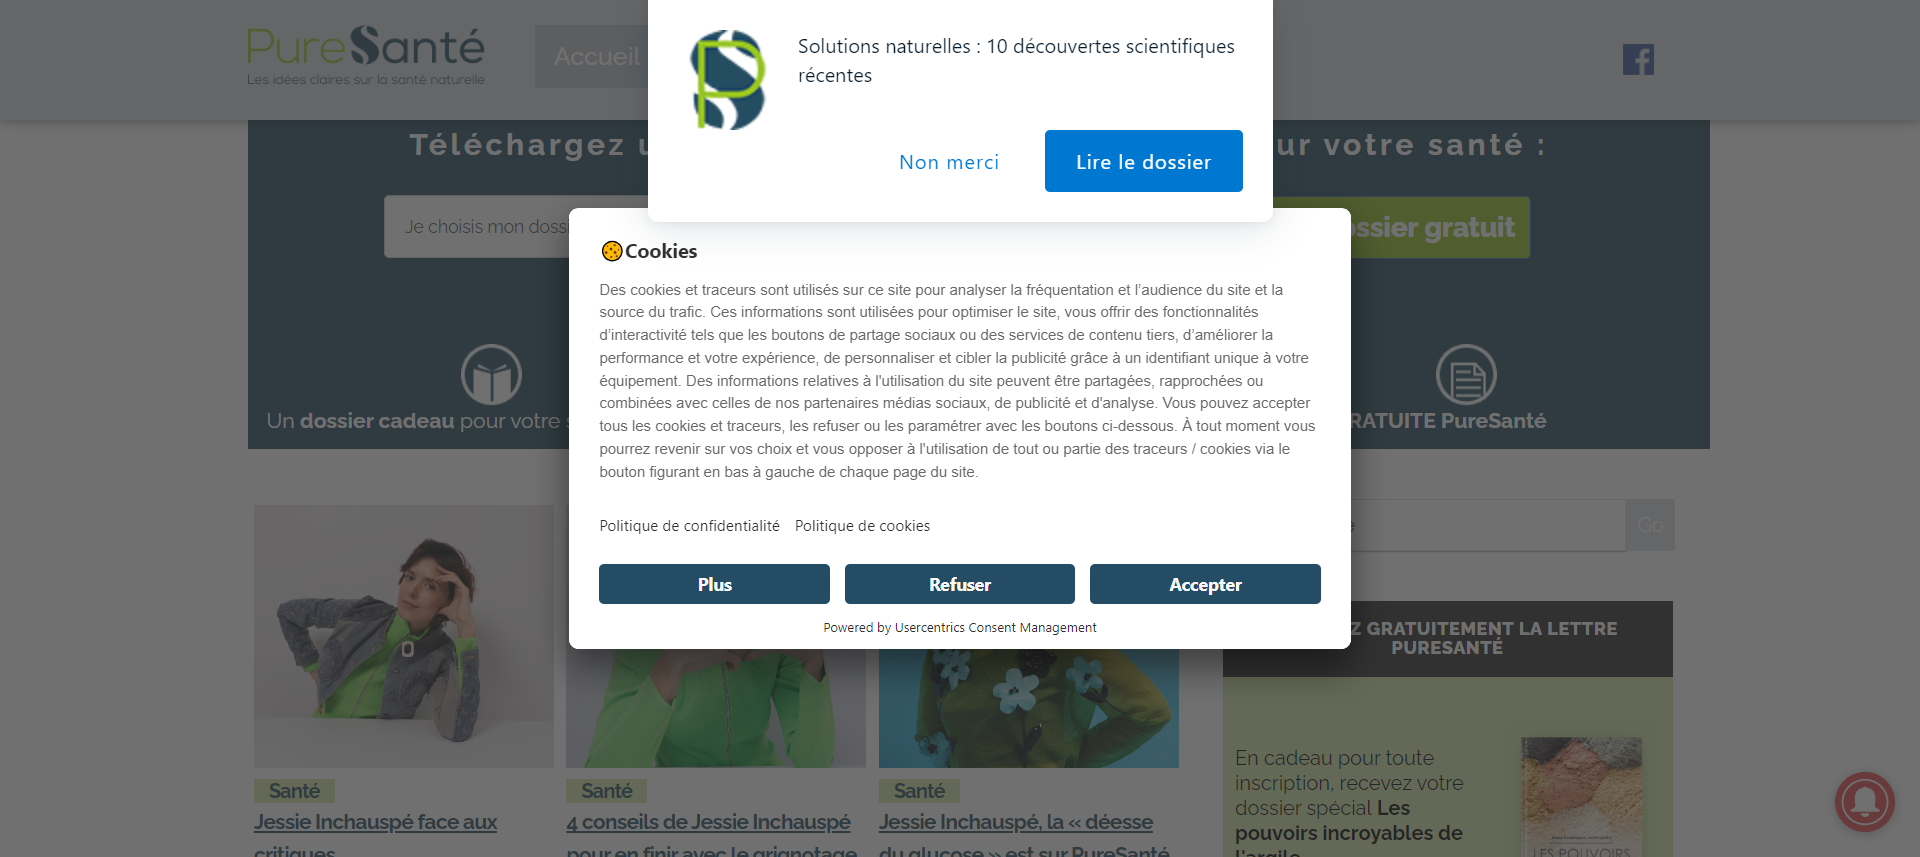 PureSanté
Les idées claires sur la santé naturelle
Accueil
Solutions naturelles : 10 découvertes scientifiques
récentes
Non merci
Lire le dossier
Téléchargez
votre santé :
Je choisis mon
gratuit
Cookies
Des cookies et traceurs sont utilisés sur ce site pour analyser la fréquentation et l’audience du site et la
source du trafic. Ces informations sont utilisées pour optimiser le site, vous offrir des fonctionnalités
d’interactivité tels que les boutons de partage sociaux ou des services de contenu tiers, d’améliorer la
performance et votre expérience, de personnaliser et cibler la publicité grâce à un identifiant unique à votre
équipement. Des informations relatives à l'utilisation du site peuvent être partagées, rapprochées ou
combinées avec celles de nos partenaires médias sociaux, de publicité et d'analyse. Vous pouvez accepter
tous les cookies et traceurs, les refuser ou les paramétrer avec les boutons ci-dessous. À tout moment vous
pourrez revenir sur vos choix et vous opposer à l'utilisation de tout ou partie des traceurs / cookies via le
bouton figurant en bas à gauche de chaque page du site.
Politique de confidentialité Politique de cookies
Plus
Refuser
Accepter
Powered by Usercentrics Consent Management
Un dossier cadeau pour votre
PureSanté
Go
GRATUITEMENT LA LETTRE
PURESANTÉ
En cadeau pour toute
inscription, recevez votre
dossier spécial Les
pouvoirs incroyables de
l'argile
LES POUVOIRS
Santé
Jessie Inchauspé face aux
critiques
Santé
4 conseils de Jessie Inchauspé
pour en finir avec le grignotage
Santé
Jessie Inchauspé, la « déesse
du glucose » est sur PureSanté